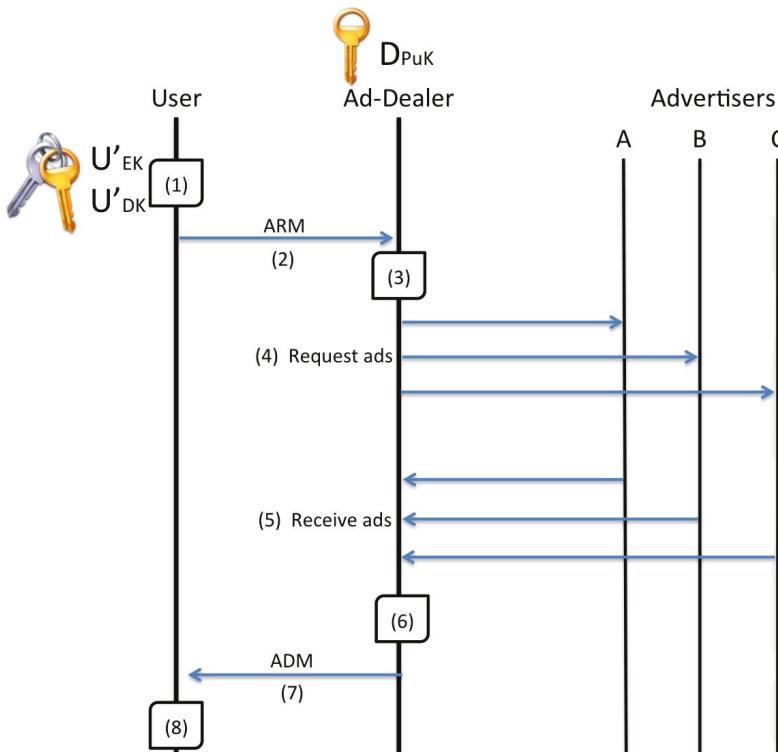 D PuK
User Ad-Dealer Advertisers
A B C
U' EK
U' DK
(1)
ARM
(2)
(3)
(4) Request ads
(5) Receive ads
(6)
ADM
(7)
(8)